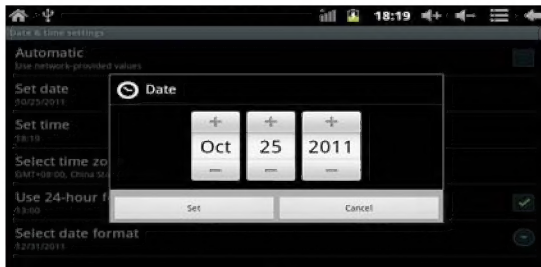 18:19
Date & time settings
Automatic
Use network-provided values
Set date
10/25/2011
Set time
18:19
Select time zo
GMT+08:00, China Sta
Use 24-hour f
13:00
Select date format
12/31/2011
Date
+ + +
Oct 25 2011
- - -
Set Cancel